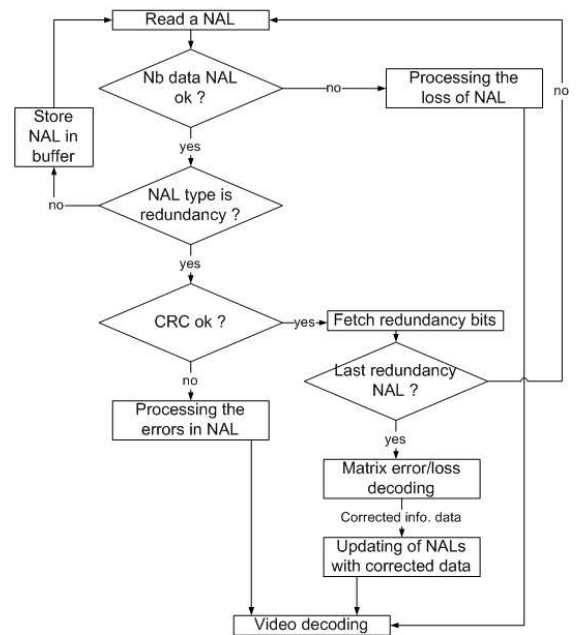 Read a NAL
Nb data NAL
ok ?
no
Processing the
loss of NAL
no
Store
NAL in
buffer
yes
NAL type is
redundancy ?
no
yes
CRC ok ?
yes
Fetch redundancy bits
no
Last redundancy
NAL ?
Processing the
errors in NAL
yes
Matrix error/loss
decoding
Corrected info. data
Updating of NALs
with corrected data
Video decoding